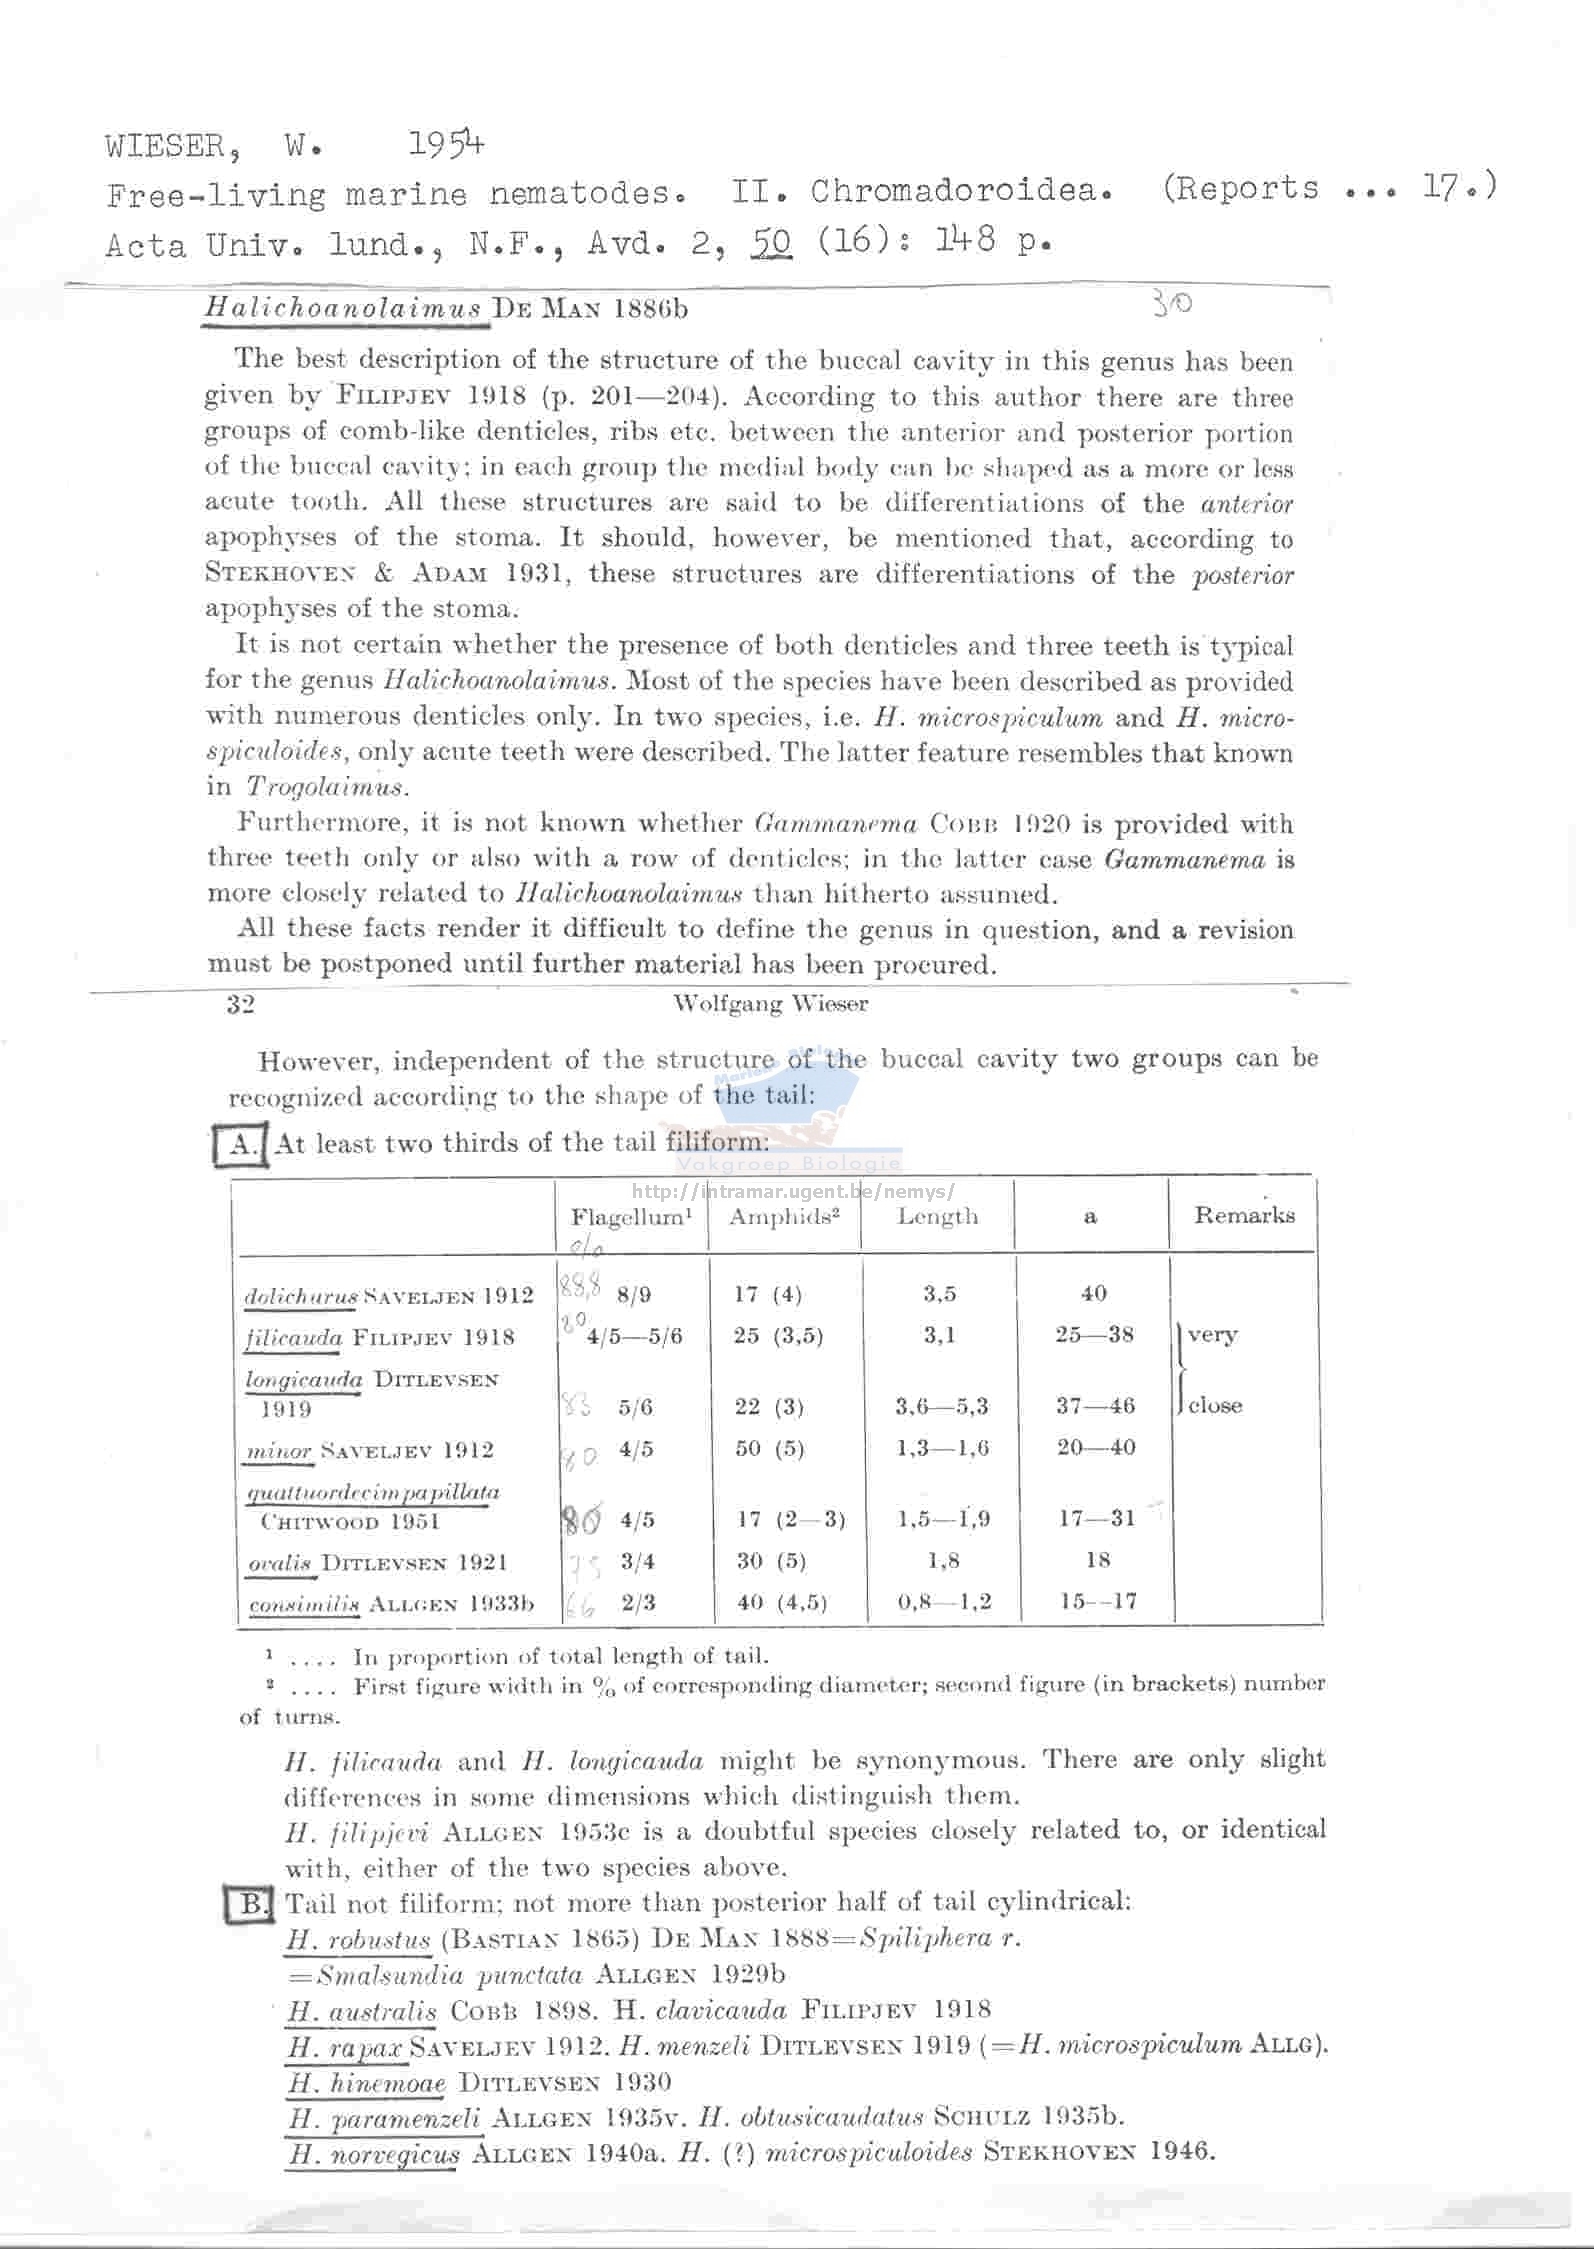 WIESER, W. 1954
Free-living marine nematodes. II. Chromadoroidea. (Reports ... 17.)
Acta Univ. lund., N.F., Avd. 2, 50 (16): 148 p.
Halichoanolaimus DE MAN 1886b 30
The best description of the structure of the buccal cavity in this genus has been
given by FILIPJEV 1918 (p. 201—204). According to this author there are three
groups of comb-like denticles, ribs etc. between the anterior and posterior portion
of the buccal cavity; in each group the medial body can be shaped as a more or less
acute tooth. All these structures are said to be differentiations of the anterior
apophyses of the stoma. It should, however, be mentioned that, according to
STEKHOVEN & ADAM 1931, these structures are differentiations of the posterior
apophyses of the stoma.
It is not certain whether the presence of both denticles and three teeth is typical
for the genus Halichoanolaimus. Most of the species have been described as provided
with numerous denticles only. In two species, i.e. H. microspiculum and H. micro-
spiculoides, only acute teeth were described. The latter feature resembles that known
in Trogolaimus.
Furthermore, it is not known whether Gammanema COBB 1920 is provided with
three teeth only or also with a row of denticles; in the latter case Gammanema is
more closely related to Halichoanolaimus than hitherto assumed.
All these facts render it difficult to define the genus in question, and a revision
must be postponed until further material has been procured.
32 Wolfgang Wieser
However, independent of the structure of the buccal cavity two groups can be
recognized according to the shape of the tail:
Marine Biologie
A. At least two thirds of the tail filiform:
Vakgroep Biologie
http://intramar.ugent.be/nemys/
Flagellum¹ Amphids² Length a Remarks
o/o
dolichurus SAVELJEN 1912 88,8 8/9 17 (4) 3,5 40
filicauda FILIPJEV 1918 80 4/5—5/6 25 (3,5) 3,1 25—38 very
longicauda DITLEVSEN
1919 83 5/6 22 (3) 3,6—5,3 37—46 close
minor SAVELJEV 1912 80 4/5 50 (5) 1,3—1,6 20—40
quattuordecimpapillata
CHITWOOD 1951 80 4/5 17 (2—3) 1,5—1,9 17—31
ovalis DITLEVSEN 1921 75 3/4 30 (5) 1,8 18
consimilis ALLGEN 1933b 66 2/3 40 (4,5) 0,8—1,2 15—17
¹ .... In proportion of total length of tail.
² .... First figure width in % of corresponding diameter; second figure (in brackets) number
of turns.
H. filicauda and H. longicauda might be synonymous. There are only slight
differences in some dimensions which distinguish them.
H. filipjevi ALLGEN 1953c is a doubtful species closely related to, or identical
with, either of the two species above.
B. Tail not filiform; not more than posterior half of tail cylindrical:
H. robustus (BASTIAN 1865) DE MAN 1888=Spiliphera r.
=Smalsundia punctata ALLGEN 1929b
H. australis COBB 1898. H. clavicauda FILIPJEV 1918
H. rapax SAVELJEV 1912. H. menzeli DITLEVSEN 1919 (=H. microspiculum ALLG).
H. hinemoae DITLEVSEN 1930
H. paramenzeli ALLGEN 1935v. H. obtusicaudatus SCHULZ 1935b.
H. norvegicus ALLGEN 1940a. H. (?) microspiculoides STEKHOVEN 1946.